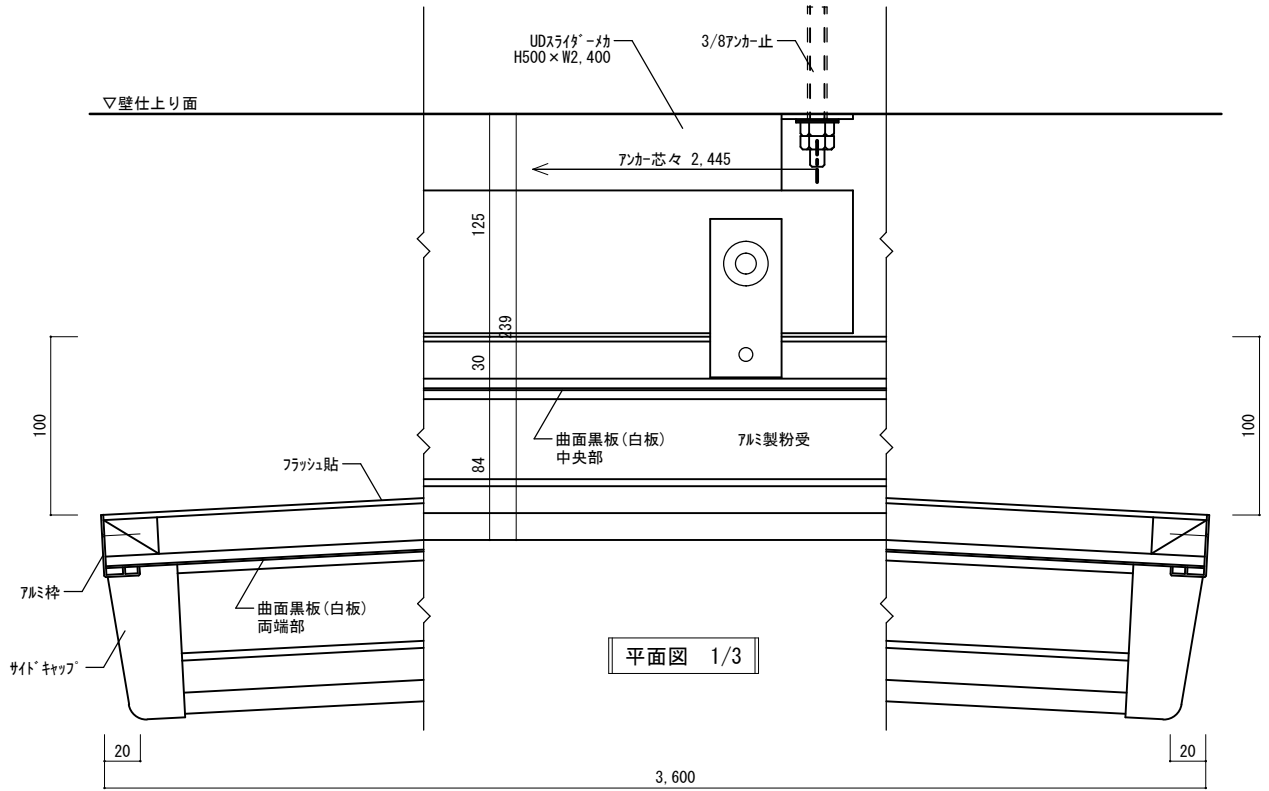 UDｽﾗｲﾀﾞｰﾒｶ
H500×W2,400
3/8ｱﾝｶｰ止
▽壁仕上り面
ｱﾝｶｰ芯々 2,445
125
239
30
100
100
曲面黒板(白板)
中央部
ｱﾙﾐ製粉受
84
ﾌﾗｯｼｭ貼
ｱﾙﾐ枠
曲面黒板(白板)
両端部
ｻｲﾄﾞｷｬｯﾌﾟ
平面図 1/3
20
20
3,600